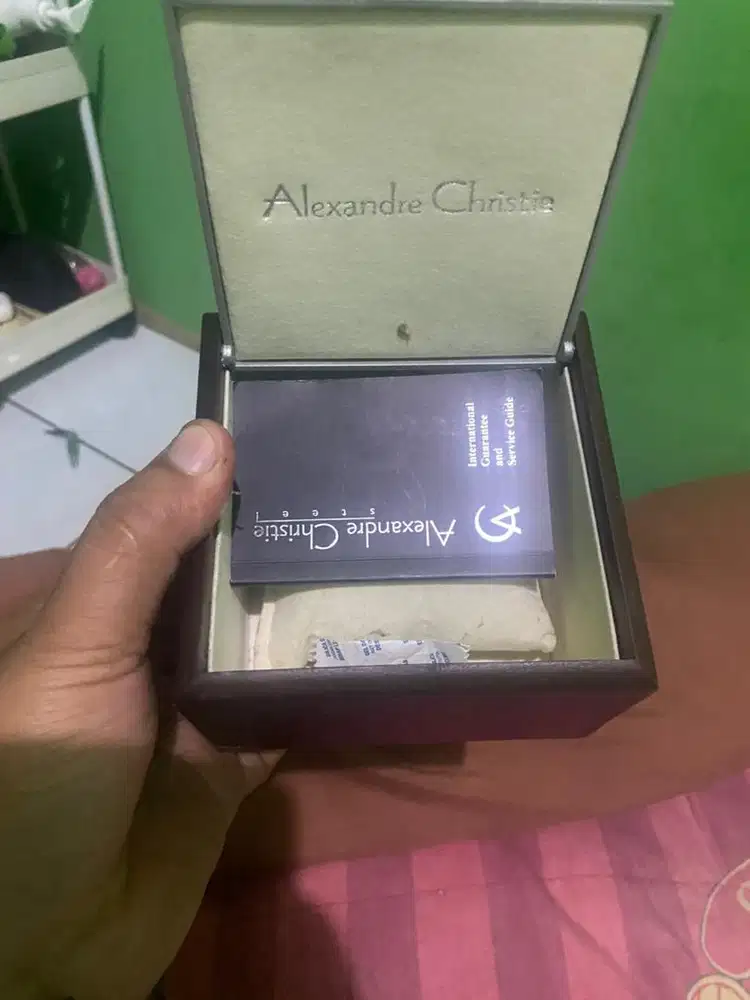 Alexandre Christie
International
Guarantee
and
Service Guide
Alexandre Christie
steel